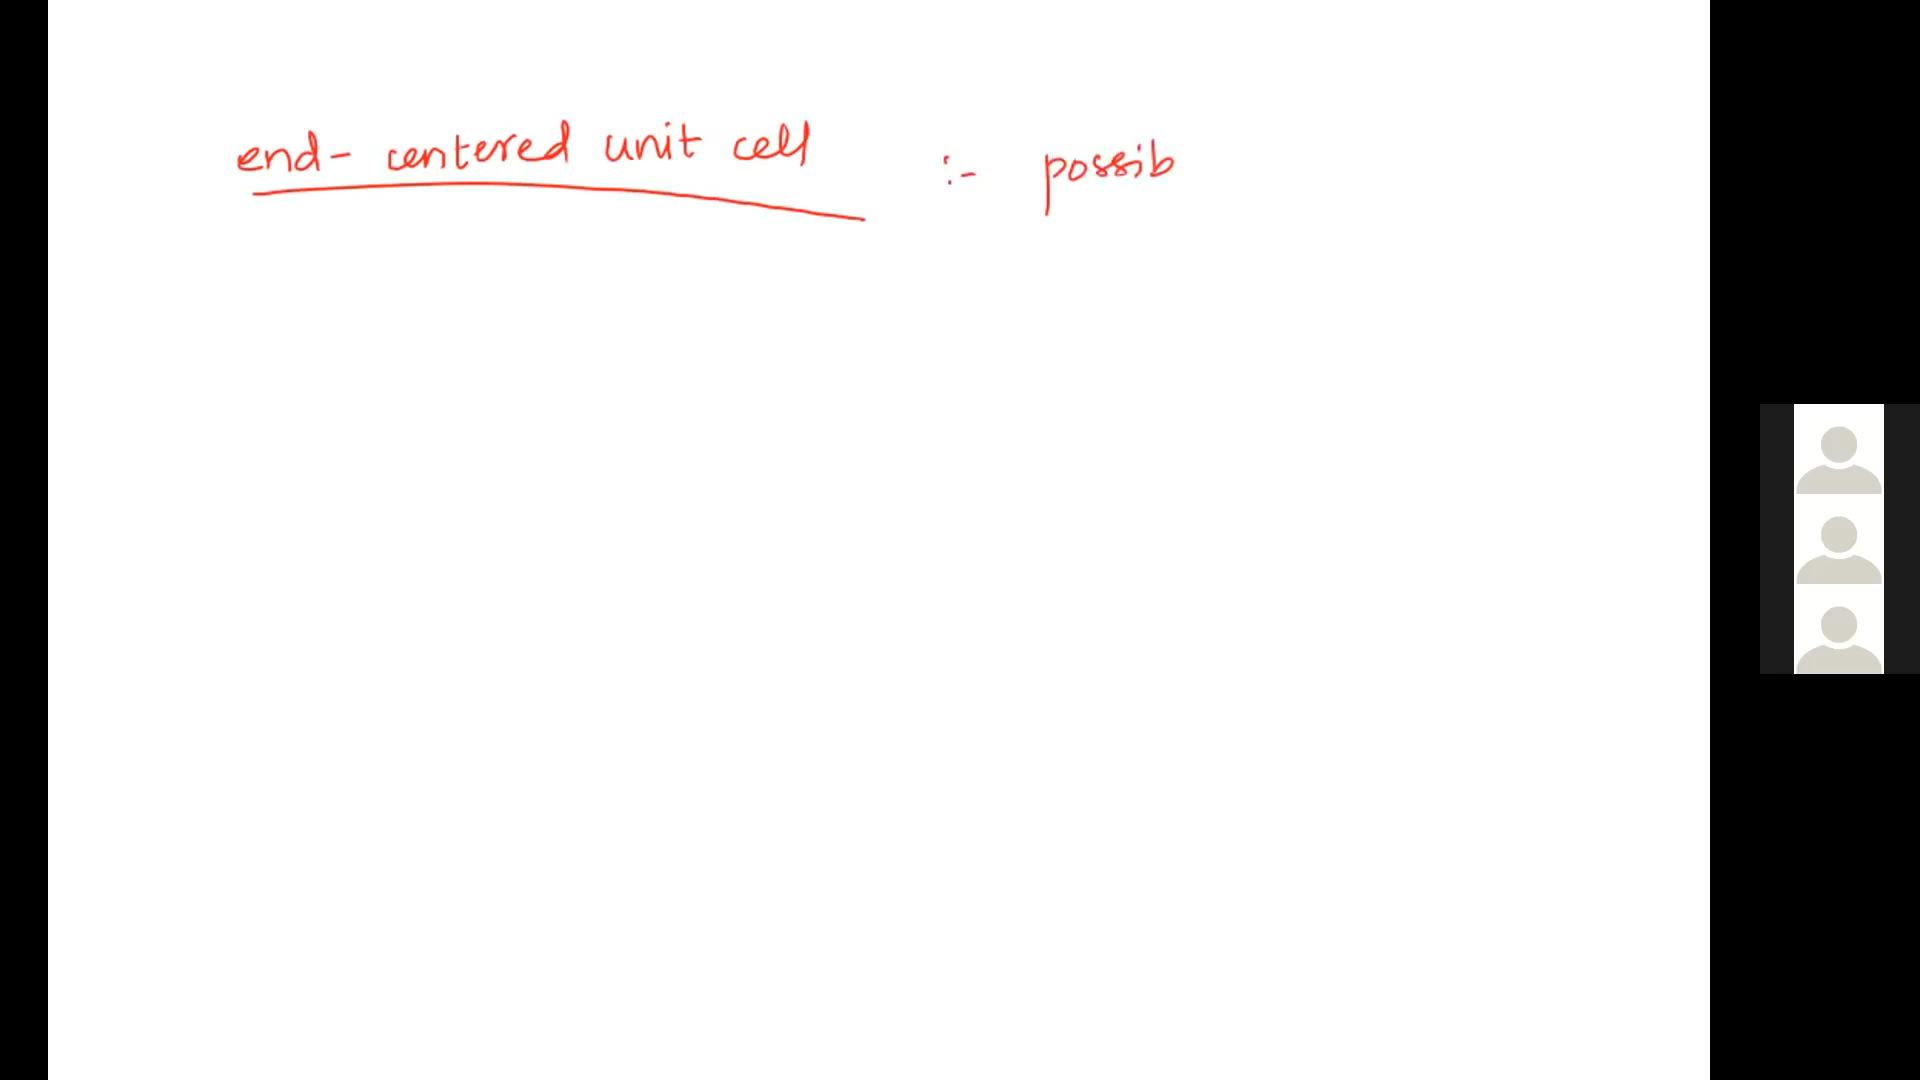 end- centered unit cell :- possib